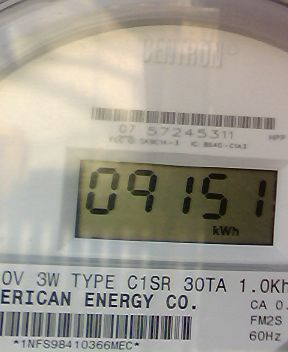 CENTRON®
07 57245311
09151
kWh
0V 3W TYPE C1SR 30TA 1.0Kh
ERICAN ENERGY CO.
CA 0.
FM2S
60Hz
*1NFS98410366MEC*